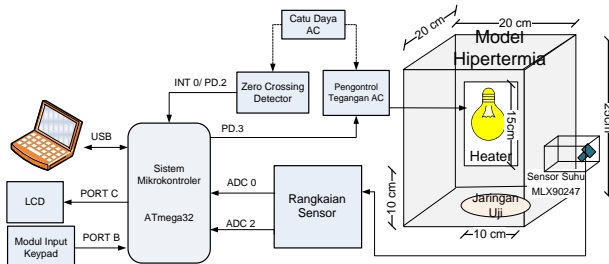 Catu Daya
AC
INT 0/ PD.2
Zero Crossing
Detector
Pengontrol
Tegangan AC
PD.3
USB
Sistem
Mikrokontroler
ATmega32
LCD
PORT C
Modul Input
Keypad
PORT B
ADC 0
ADC 2
Rangkaian
Sensor
20 cm
20 cm
Model
Hipertermia
15cm
Heater
25cm
Sensor Suhu
MLX90247
10 cm
Jaringan
Uji
10 cm